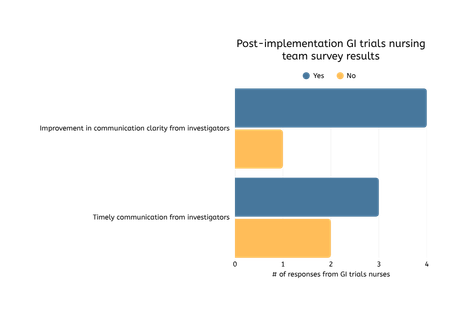 Post-implementation GI trials nursing
team survey results
Yes No
Improvement in communication clarity from investigators
Timely communication from investigators
0 1 2 3 4
# of responses from GI trials nurses